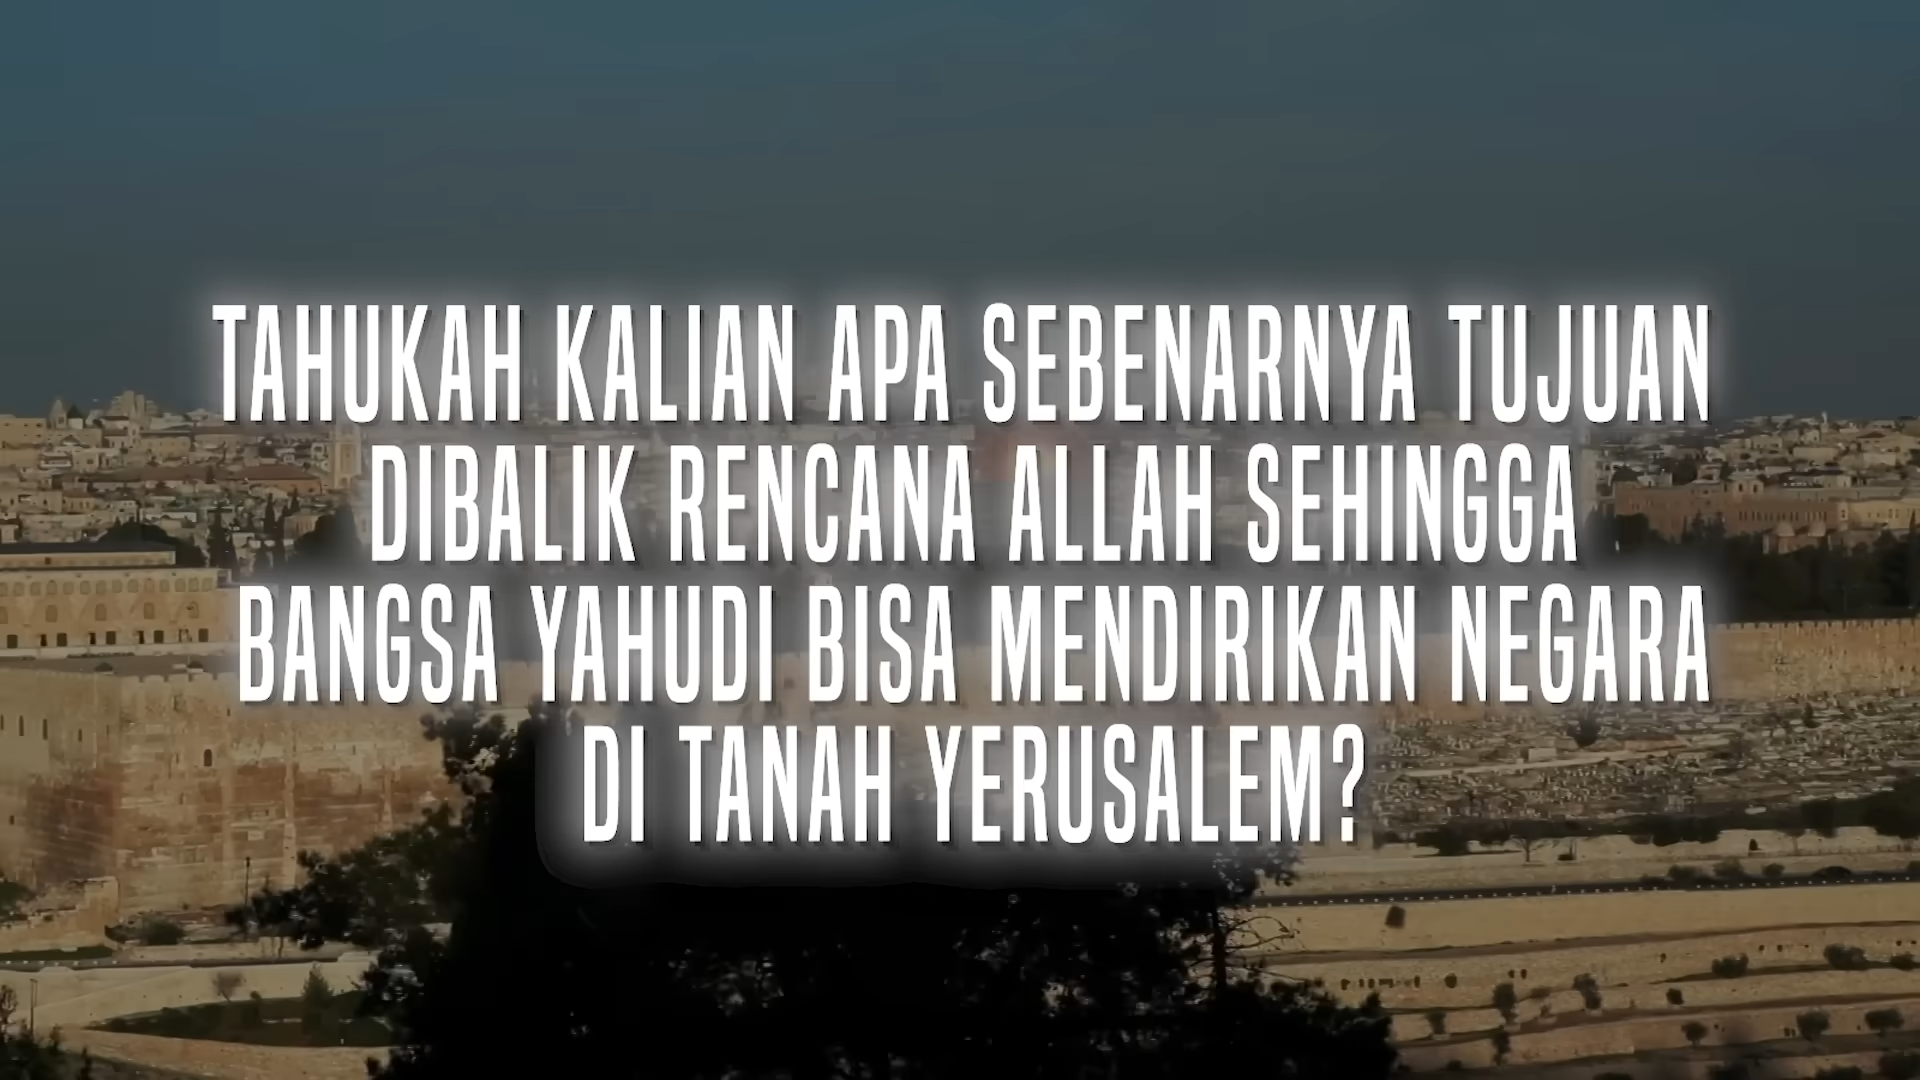 TAHUKAH KALIAN APA SEBENARNYA TUJUAN
DIBALIK RENCANA ALLAH SEHINGGA
BANGSA YAHUDI BISA MENDIRIKAN NEGARA
DI TANAH YERUSALEM?